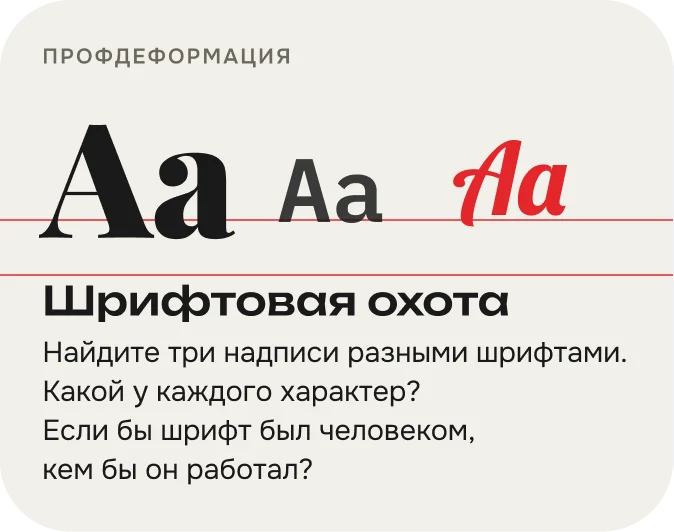 ПРОФДЕФОРМАЦИЯ
Aa Aa Aa
Шрифтовая охота
Найдите три надписи разными шрифтами.
Какой у каждого характер?
Если бы шрифт был человеком,
кем бы он работал?